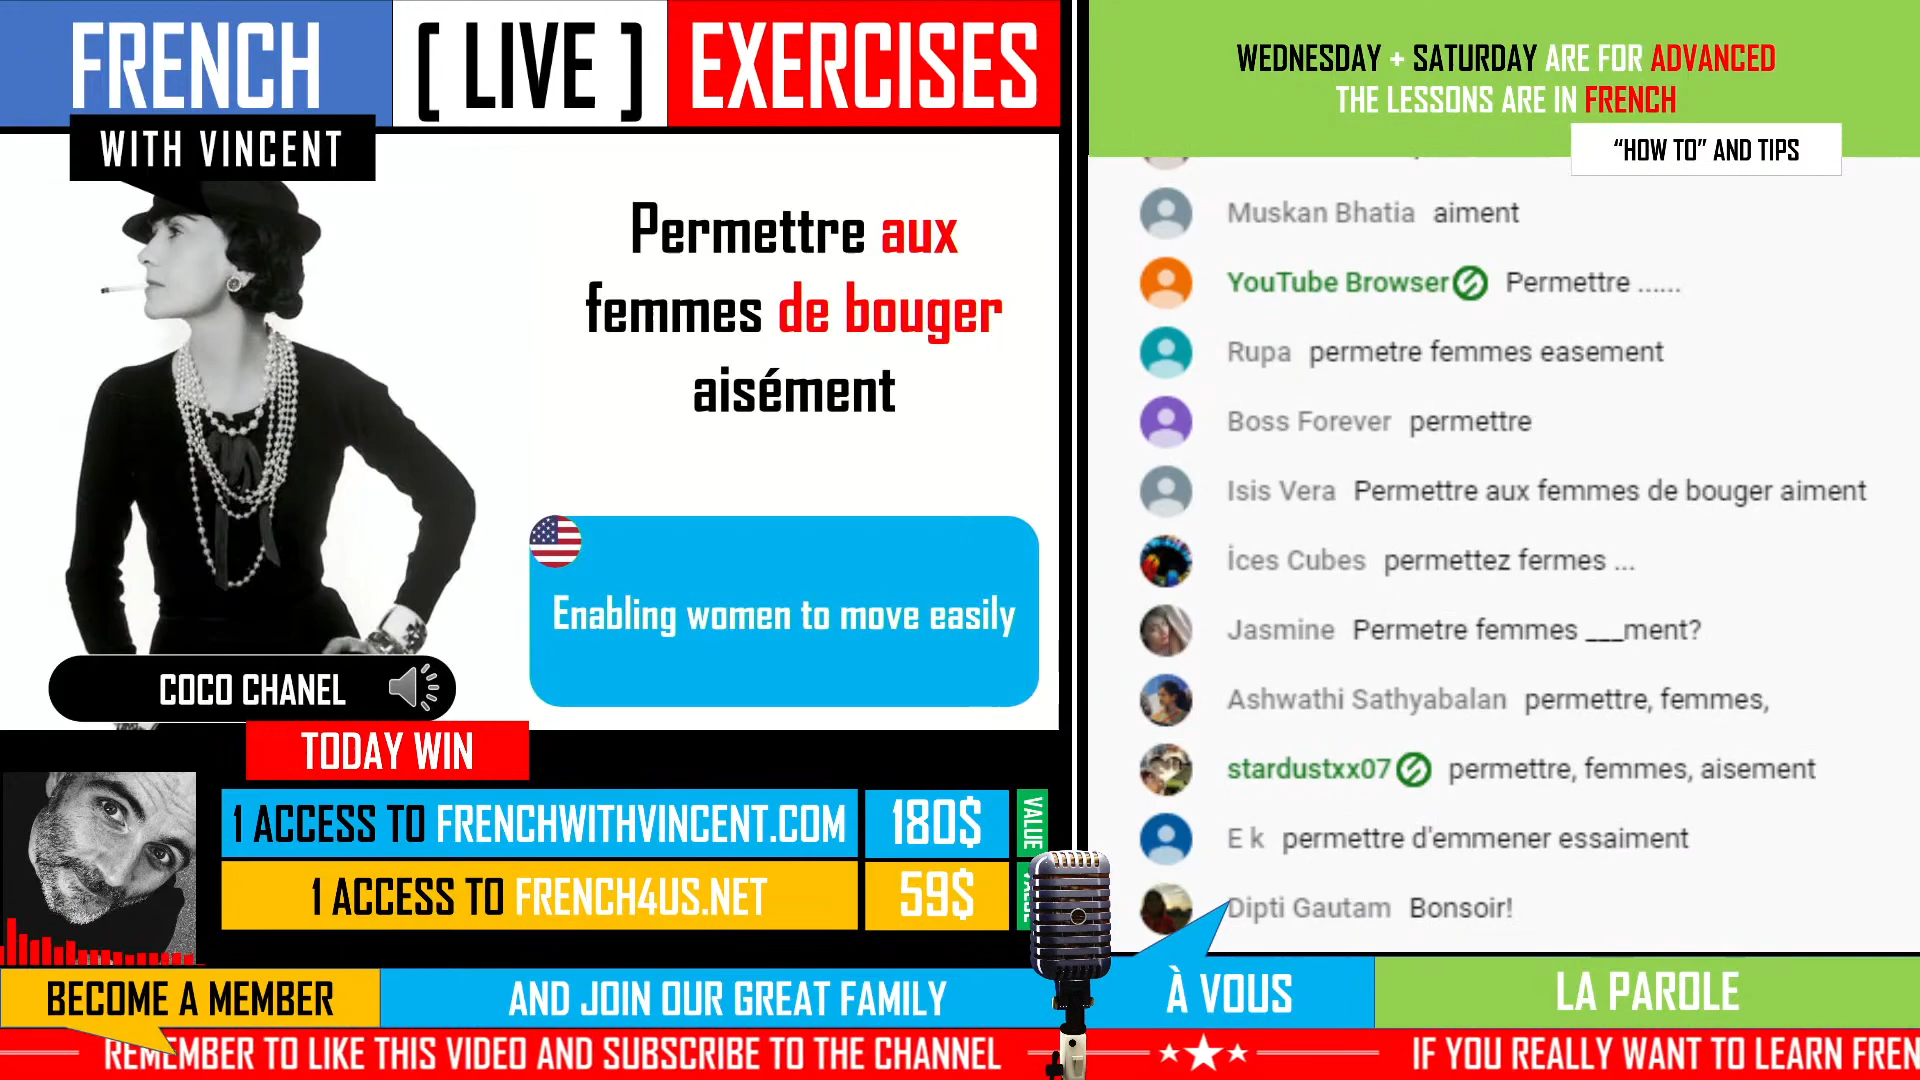 FRENCH
[ LIVE ]
EXERCISES
WITH VINCENT
Permettre aux
femmes de bouger
aisément
Enabling women to move easily
COCO CHANEL
TODAY WIN
1 ACCESS TO FRENCHWITHVINCENT.COM
180$
VALUE
1 ACCESS TO FRENCH4US.NET
59$
BECOME A MEMBER
AND JOIN OUR GREAT FAMILY
WEDNESDAY + SATURDAY ARE FOR ADVANCED
THE LESSONS ARE IN FRENCH
“HOW TO” AND TIPS
Muskan Bhatia aiment
YouTube Browser Permettre ......
Rupa permetre femmes easement
Boss Forever permettre
Isis Vera Permettre aux femmes de bouger aiment
İces Cubes permettez fermes ...
Jasmine Permetre femmes ___ment?
Ashwathi Sathyabalan permettre, femmes,
stardustxx07 permettre, femmes, aisement
E k permettre d'emmener essaiment
Dipti Gautam Bonsoir!
À VOUS
LA PAROLE
REMEMBER TO LIKE THIS VIDEO AND SUBSCRIBE TO THE CHANNEL
IF YOU REALLY WANT TO LEARN FREN